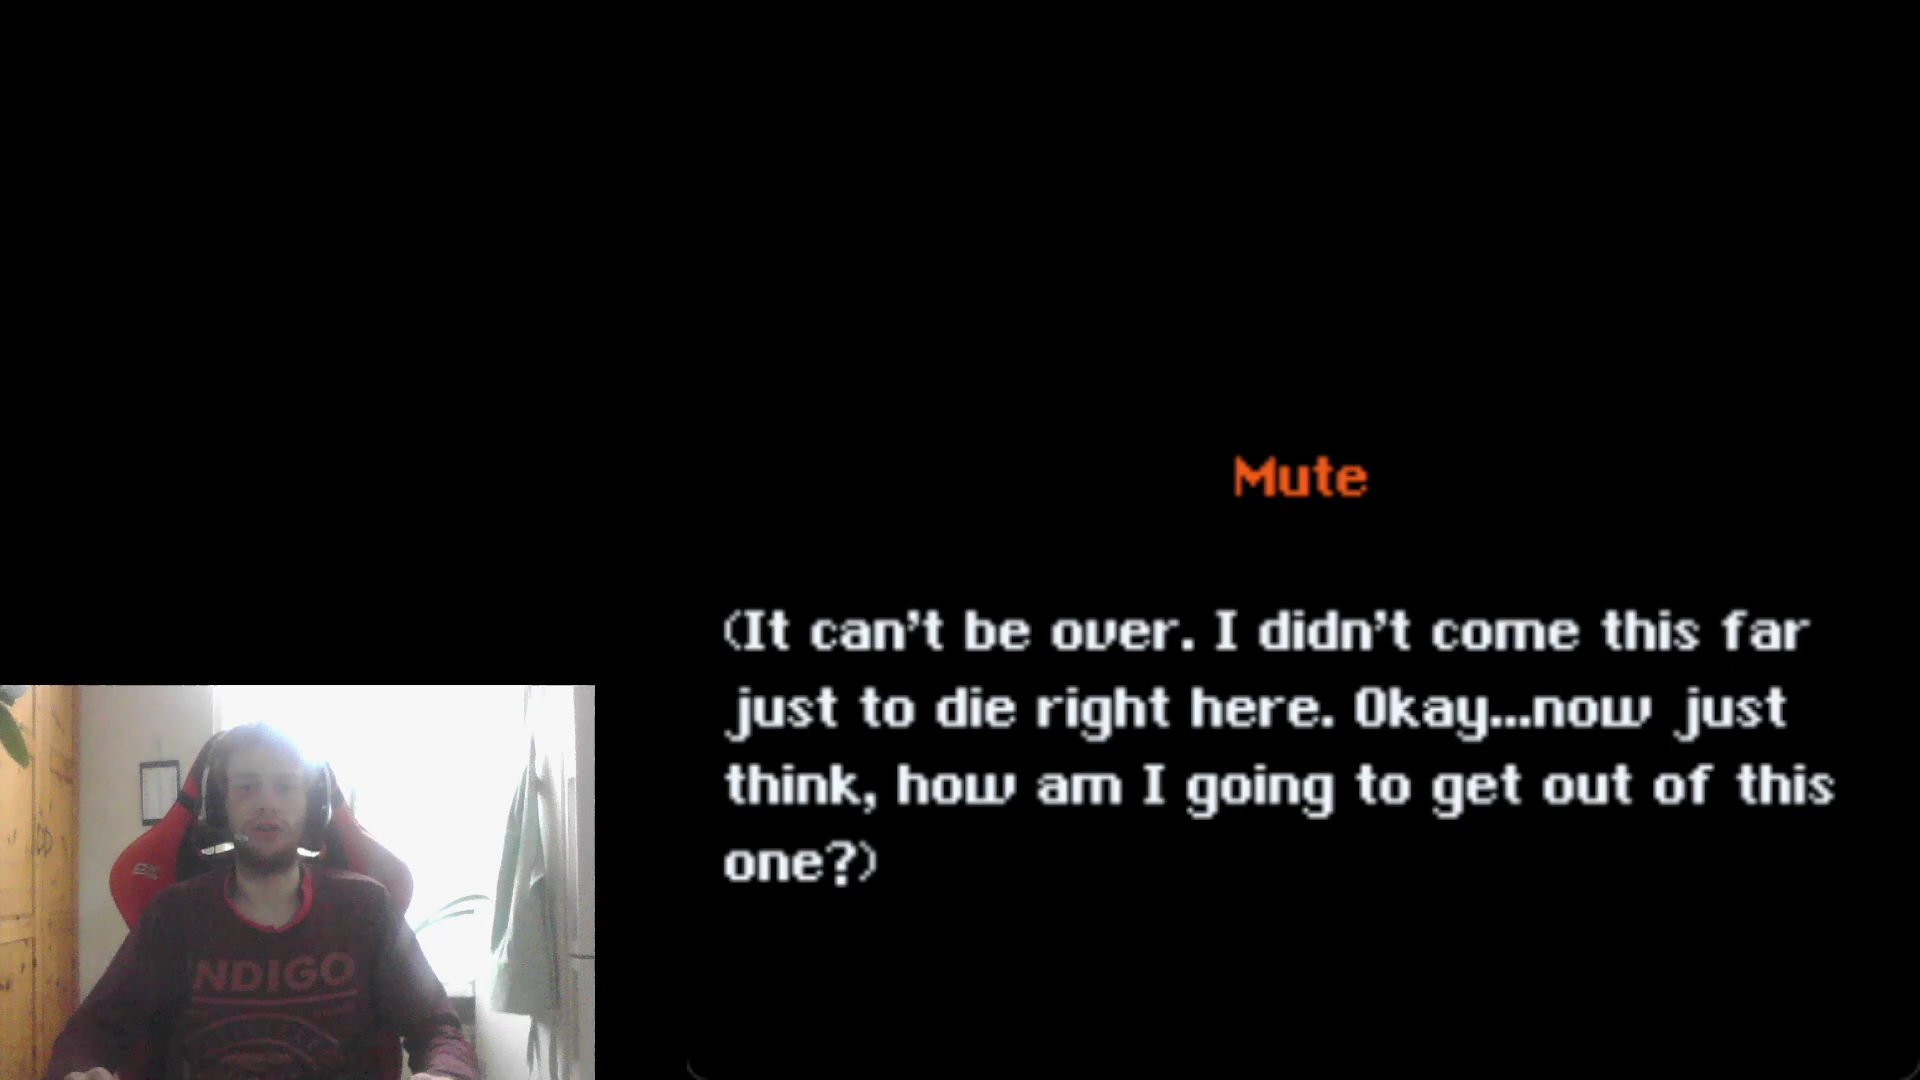 Mute
(It can't be over. I didn't come this far
just to die right here. Okay...now just
think, how am I going to get out of this
one?)
NDIGO